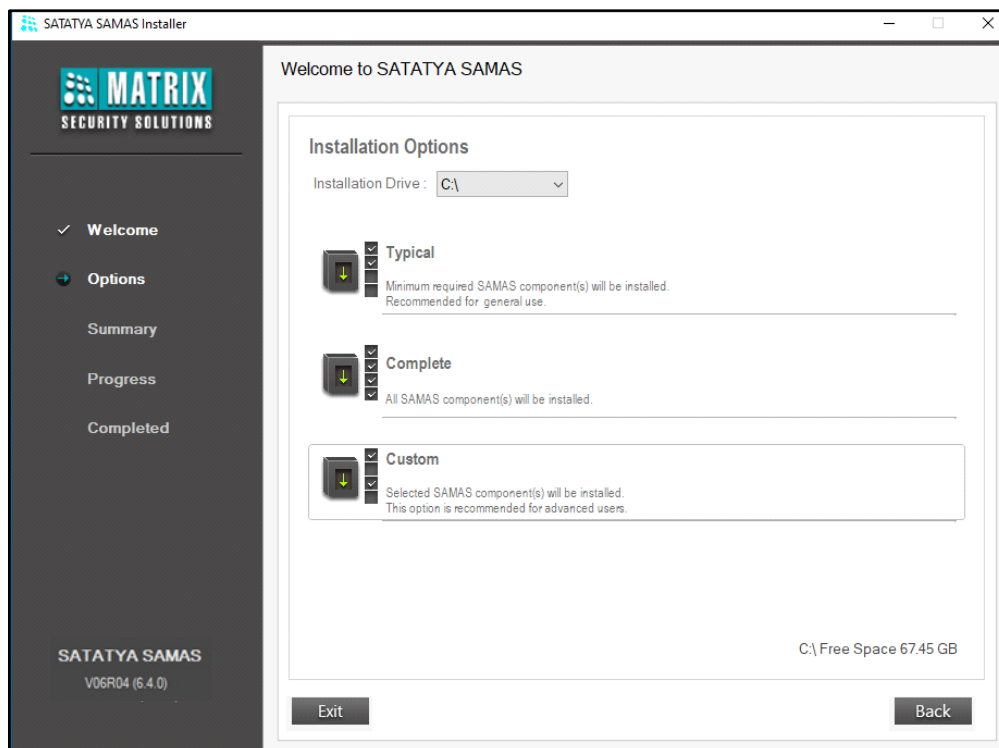 SATATYA SAMAS Installer
MATRIX
SECURITY SOLUTIONS
Welcome
Options
Summary
Progress
Completed
SATATYA SAMAS
V06R04 (6.4.0)
Welcome to SATATYA SAMAS
Installation Options
Installation Drive : C:\
Typical
Minimum required SAMAS component(s) will be installed.
Recommended for general use.
Complete
All SAMAS component(s) will be installed.
Custom
Selected SAMAS component(s) will be installed.
This option is recommended for advanced users.
C:\ Free Space 67.45 GB
Exit
Back